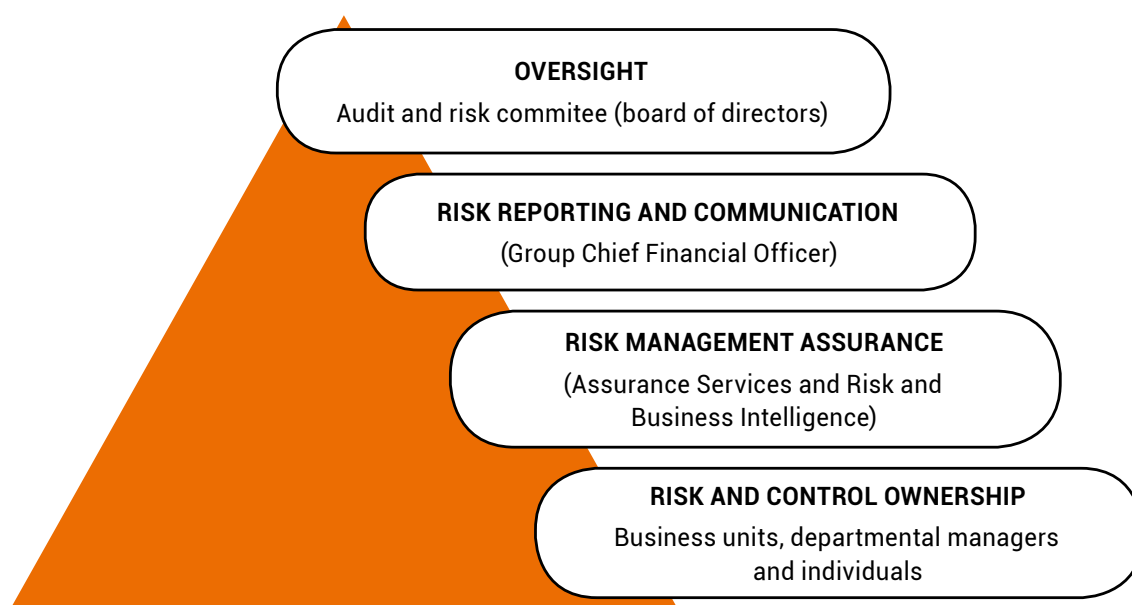 OVERSIGHT
Audit and risk commitee (board of directors)
RISK REPORTING AND COMMUNICATION
(Group Chief Financial Officer)
RISK MANAGEMENT ASSURANCE
(Assurance Services and Risk and
Business Intelligence)
RISK AND CONTROL OWNERSHIP
Business units, departmental managers
and individuals